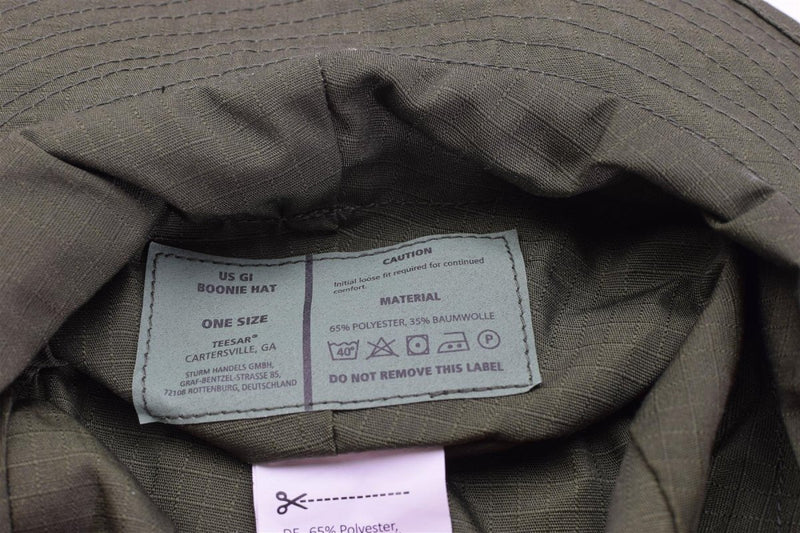 US GI
BOONIE HAT
ONE SIZE
TEESAR®
CARTERSVILLE, GA
STURM HANDELS GMBH,
GRAF-BENTZEL-STRASSE 85,
72108 ROTTENBURG, DEUTSCHLAND
CAUTION
Initial loose fit required for continued
comfort.
MATERIAL
65% POLYESTER, 35% BAUMWOLLE
40° P
DO NOT REMOVE THIS LABEL
DE 65% Polyester,